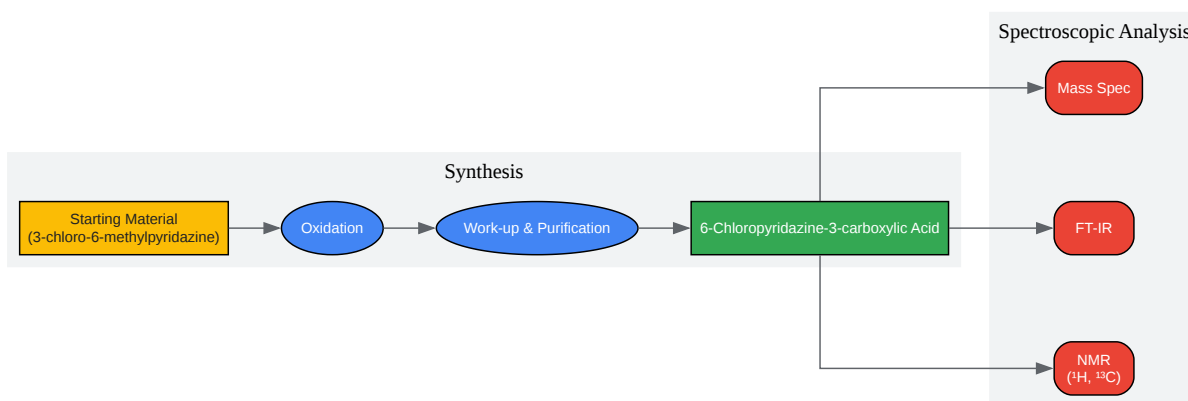 Spectroscopic Analysis
Mass Spec
Synthesis
Starting Material
(3-chloro-6-methylpyridazine)
Oxidation
Work-up & Purification
6-Chloropyridazine-3-carboxylic Acid
FT-IR
NMR
(¹H, ¹³C)